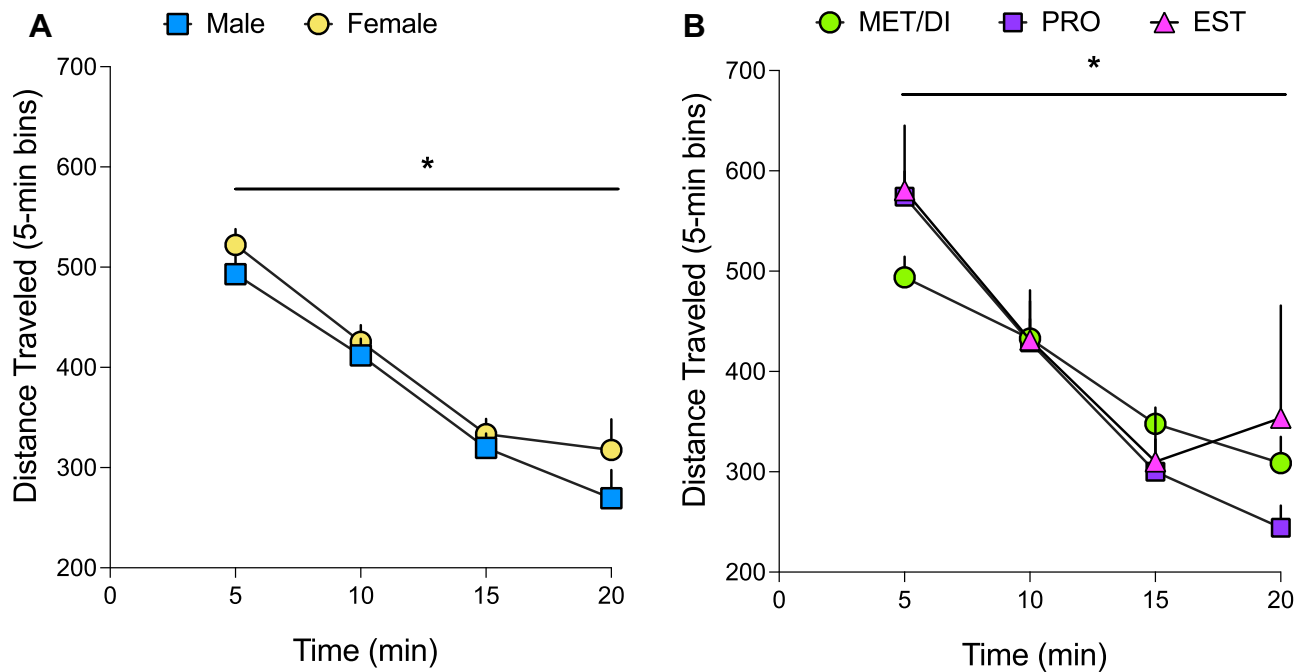 A
Male
Female
700
600
500
400
300
200
0
5
10
15
20
*
Distance Traveled (5-min bins)
Time (min)
B
MET/DI
PRO
EST
700
600
500
400
300
200
0
5
10
15
20
*
Distance Traveled (5-min bins)
Time (min)